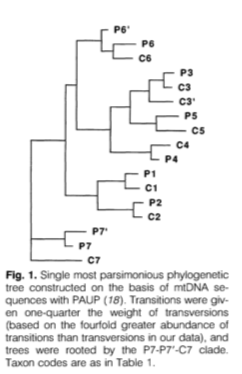 P6'
P6
C6
P3
C3
C3'
P5
C5
C4
P4
P1
C1
P2
C2
P7'
P7
C7
Fig. 1. Single most parsimonious phylogenetic
tree constructed on the basis of mtDNA se-
quences with PAUP (18). Transitions were giv-
en one-quarter the weight of transversions
(based on the fourfold greater abundance of
transitions than transversions in our data), and
trees were rooted by the P7-P7'-C7 clade.
Taxon codes are as in Table 1.